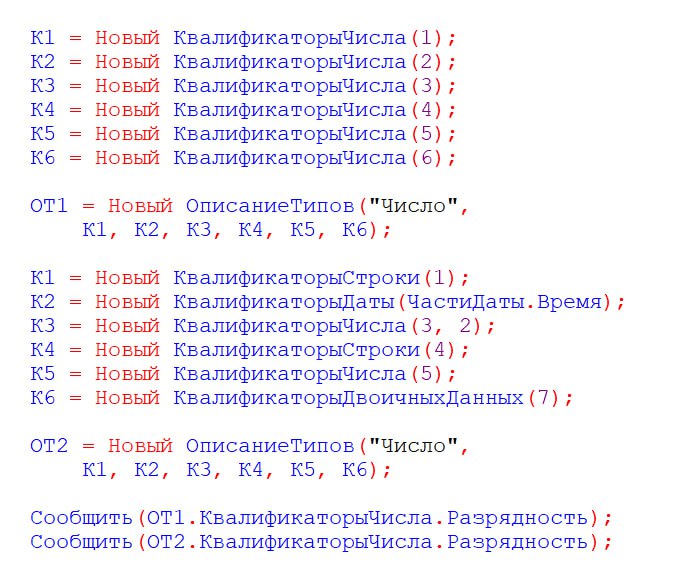 К1 = Новый КвалификаторыЧисла(1);
К2 = Новый КвалификаторыЧисла(2);
К3 = Новый КвалификаторыЧисла(3);
К4 = Новый КвалификаторыЧисла(4);
К5 = Новый КвалификаторыЧисла(5);
К6 = Новый КвалификаторыЧисла(6);
ОТ1 = Новый ОписаниеТипов("Число",
К1, К2, К3, К4, К5, К6);
К1 = Новый КвалификаторыСтроки(1);
К2 = Новый КвалификаторыДаты(ЧастиДаты.Время);
К3 = Новый КвалификаторыЧисла(3, 2);
К4 = Новый КвалификаторыСтроки(4);
К5 = Новый КвалификаторыЧисла(5);
К6 = Новый КвалификаторыДвоичныхДанных(7);
ОТ2 = Новый ОписаниеТипов("Число",
К1, К2, К3, К4, К5, К6);
Сообщить(ОТ1.КвалификаторыЧисла.Разрядность);
Сообщить(ОТ2.КвалификаторыЧисла.Разрядность);